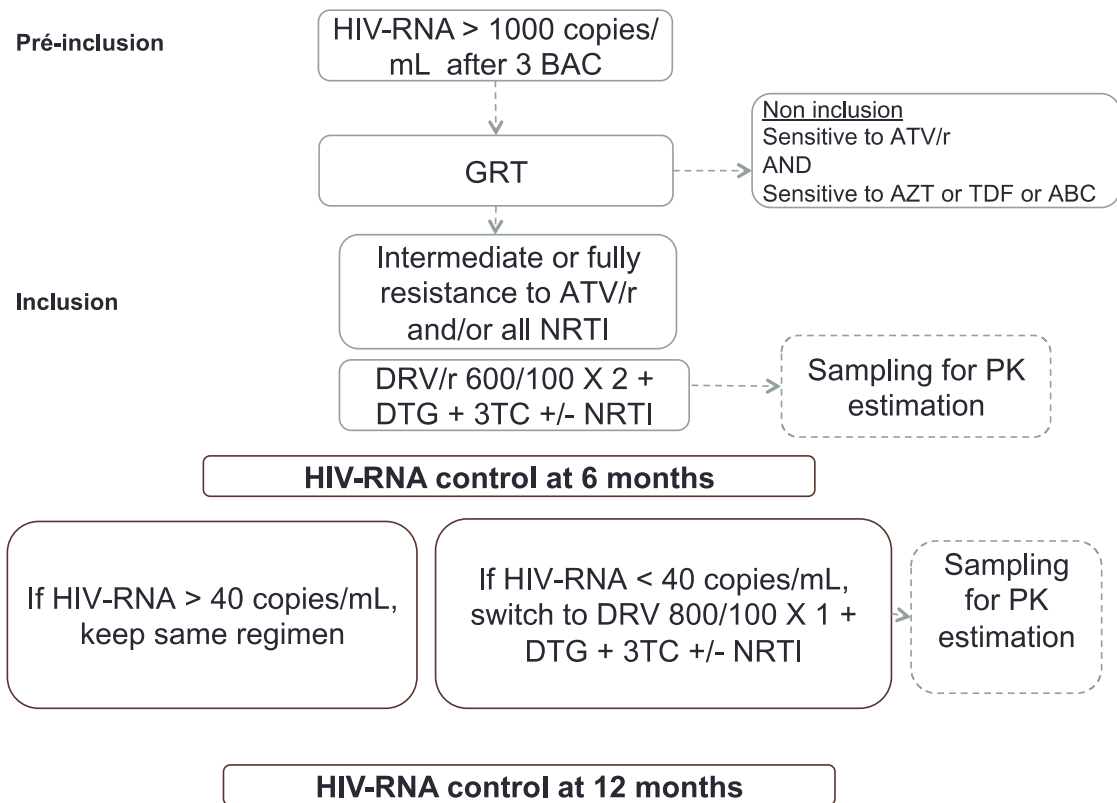 Pré-inclusion
HIV-RNA > 1000 copies/
mL after 3 BAC
GRT
Non inclusion
Sensitive to ATV/r
AND
Sensitive to AZT or TDF or ABC
Inclusion
Intermediate or fully
resistance to ATV/r
and/or all NRTI
DRV/r 600/100 X 2 +
DTG + 3TC +/- NRTI
Sampling for PK
estimation
HIV-RNA control at 6 months
If HIV-RNA > 40 copies/mL,
keep same regimen
If HIV-RNA < 40 copies/mL,
switch to DRV 800/100 X 1 +
DTG + 3TC +/- NRTI
Sampling
for PK
estimation
HIV-RNA control at 12 months